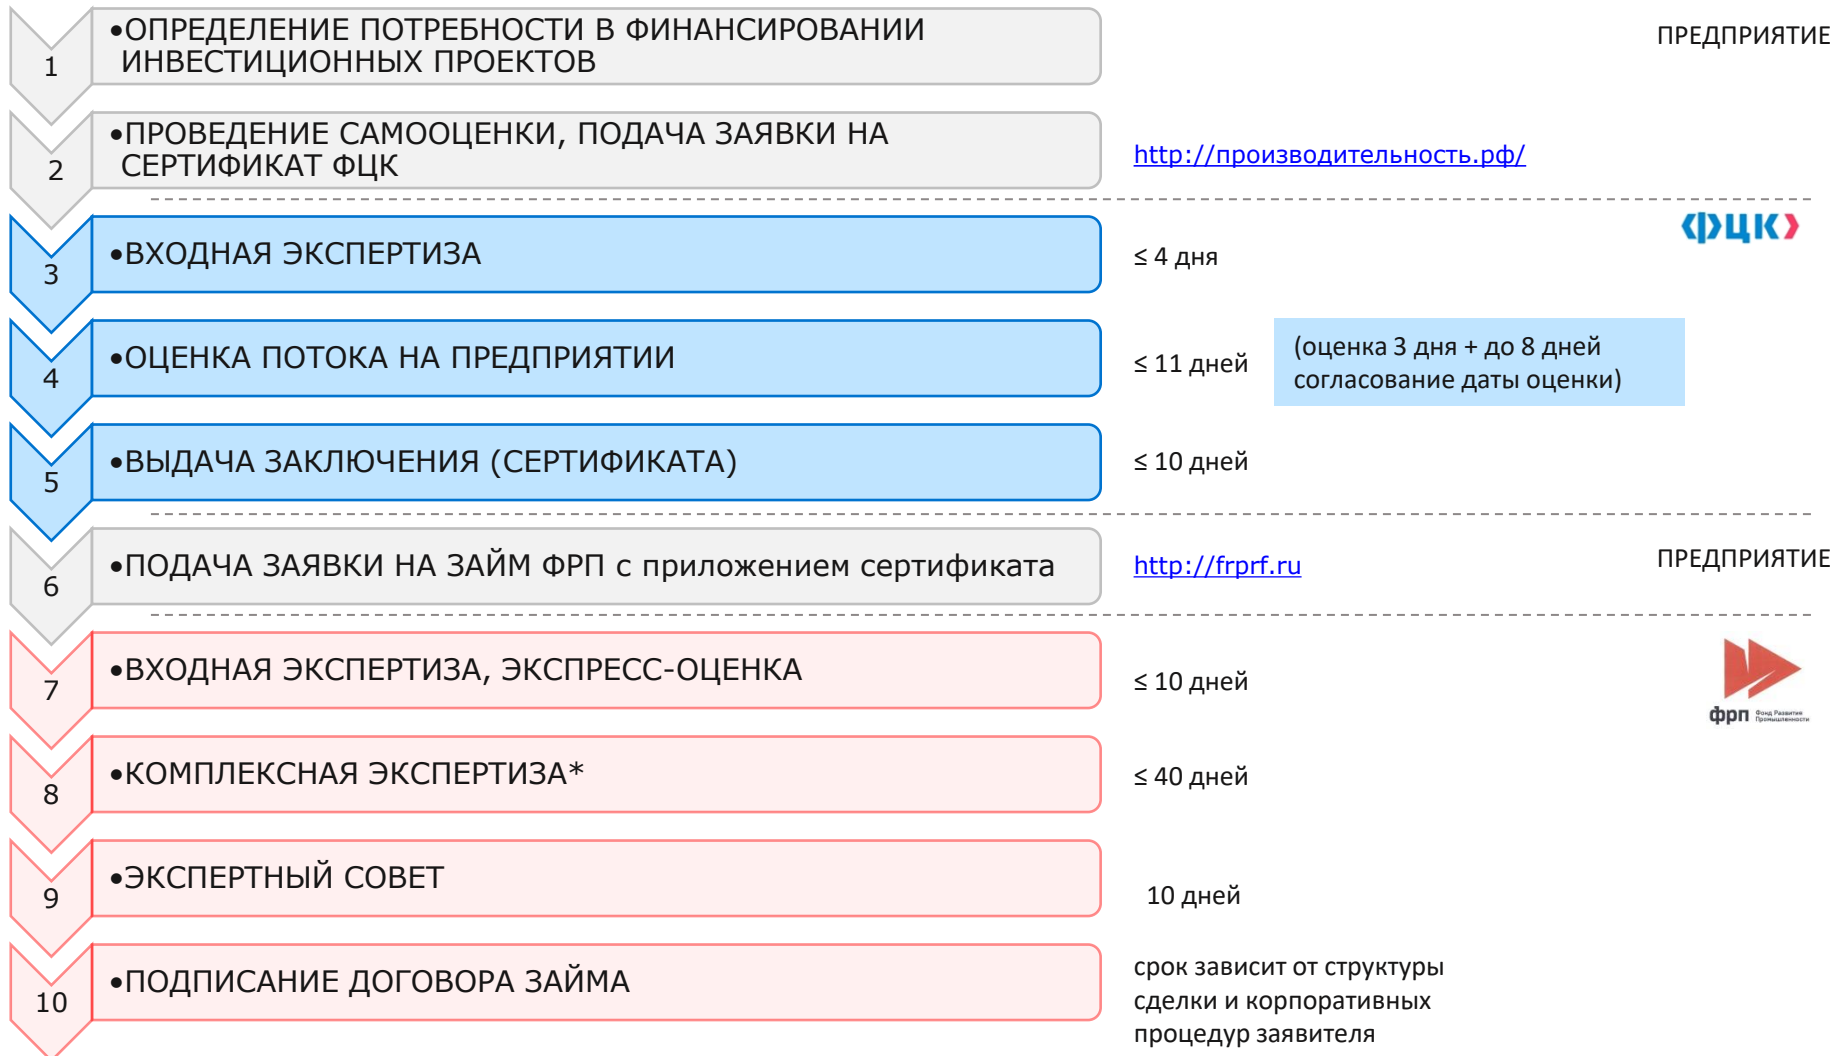 1
•ОПРЕДЕЛЕНИЕ ПОТРЕБНОСТИ В ФИНАНСИРОВАНИИ
ИНВЕСТИЦИОННЫХ ПРОЕКТОВ
ПРЕДПРИЯТИЕ
2
•ПРОВЕДЕНИЕ САМООЦЕНКИ, ПОДАЧА ЗАЯВКИ НА
СЕРТИФИКАТ ФЦК
http://производительность.рф/
ФЦК
3
•ВХОДНАЯ ЭКСПЕРТИЗА
≤ 4 дня
4
•ОЦЕНКА ПОТОКА НА ПРЕДПРИЯТИИ
≤ 11 дней
(оценка 3 дня + до 8 дней
согласование даты оценки)
5
•ВЫДАЧА ЗАКЛЮЧЕНИЯ (СЕРТИФИКАТА)
≤ 10 дней
6
•ПОДАЧА ЗАЯВКИ НА ЗАЙМ ФРП с приложением сертификата
http://frprf.ru
ПРЕДПРИЯТИЕ
7
•ВХОДНАЯ ЭКСПЕРТИЗА, ЭКСПРЕСС-ОЦЕНКА
≤ 10 дней
фрп
Фонд Развития
Промышленности
8
•КОМПЛЕКСНАЯ ЭКСПЕРТИЗА*
≤ 40 дней
9
•ЭКСПЕРТНЫЙ СОВЕТ
10 дней
10
•ПОДПИСАНИЕ ДОГОВОРА ЗАЙМА
срок зависит от структуры
сделки и корпоративных
процедур заявителя